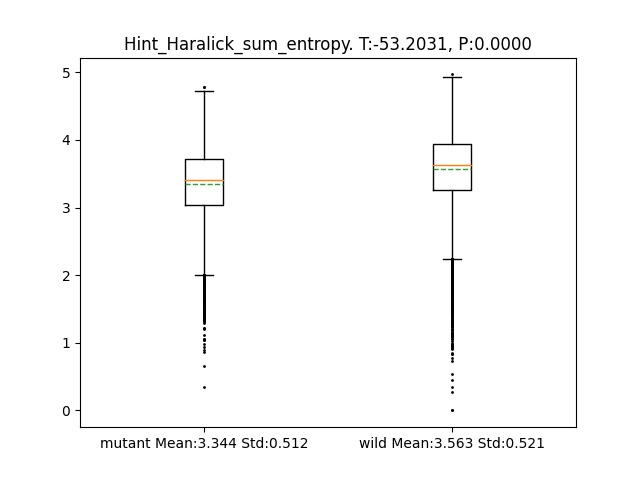 Hint_Haralick_sum_entropy. T:-53.2031, P:0.0000
5
4
3
2
1
0
mutant Mean:3.344 Std:0.512
wild Mean:3.563 Std:0.521